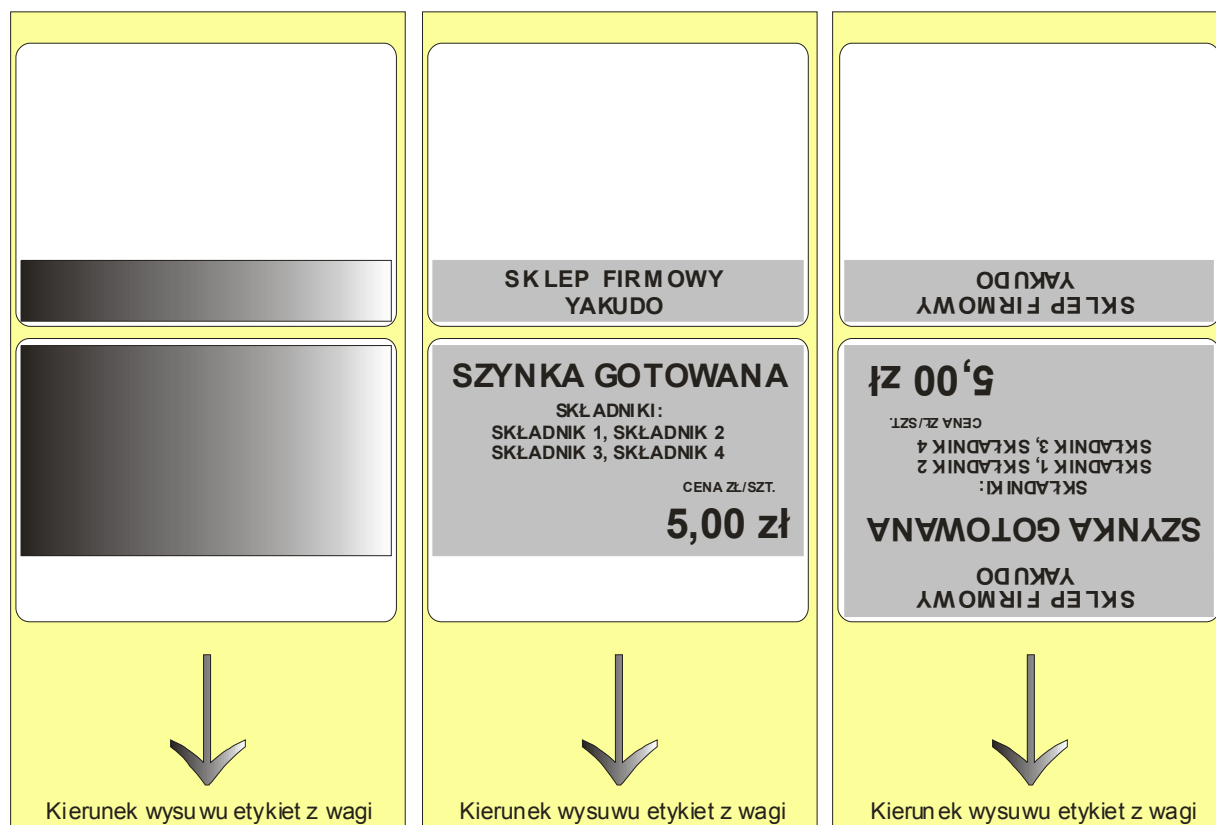 SKLEP FIRMOWY
YAKUDO
SZYNKA GOTOWANA
SKŁADNIKI:
SKŁADNIK 1, SKŁADNIK 2
SKŁADNIK 3, SKŁADNIK 4
CENA ZŁ/SZT.
5,00 zł
SKLEP FIRMOWY
YAKUDO
SKLEP FIRMOWY
YAKUDO
SZYNKA GOTOWANA
SKŁADNIKI:
SKŁADNIK 1, SKŁADNIK 2
SKŁADNIK 3, SKŁADNIK 4
CENA ZŁ/SZT.
5,00 zł
Kierunek wysuwu etykiet z wagi
Kierunek wysuwu etykiet z wagi
Kierunek wysuwu etykiet z wagi